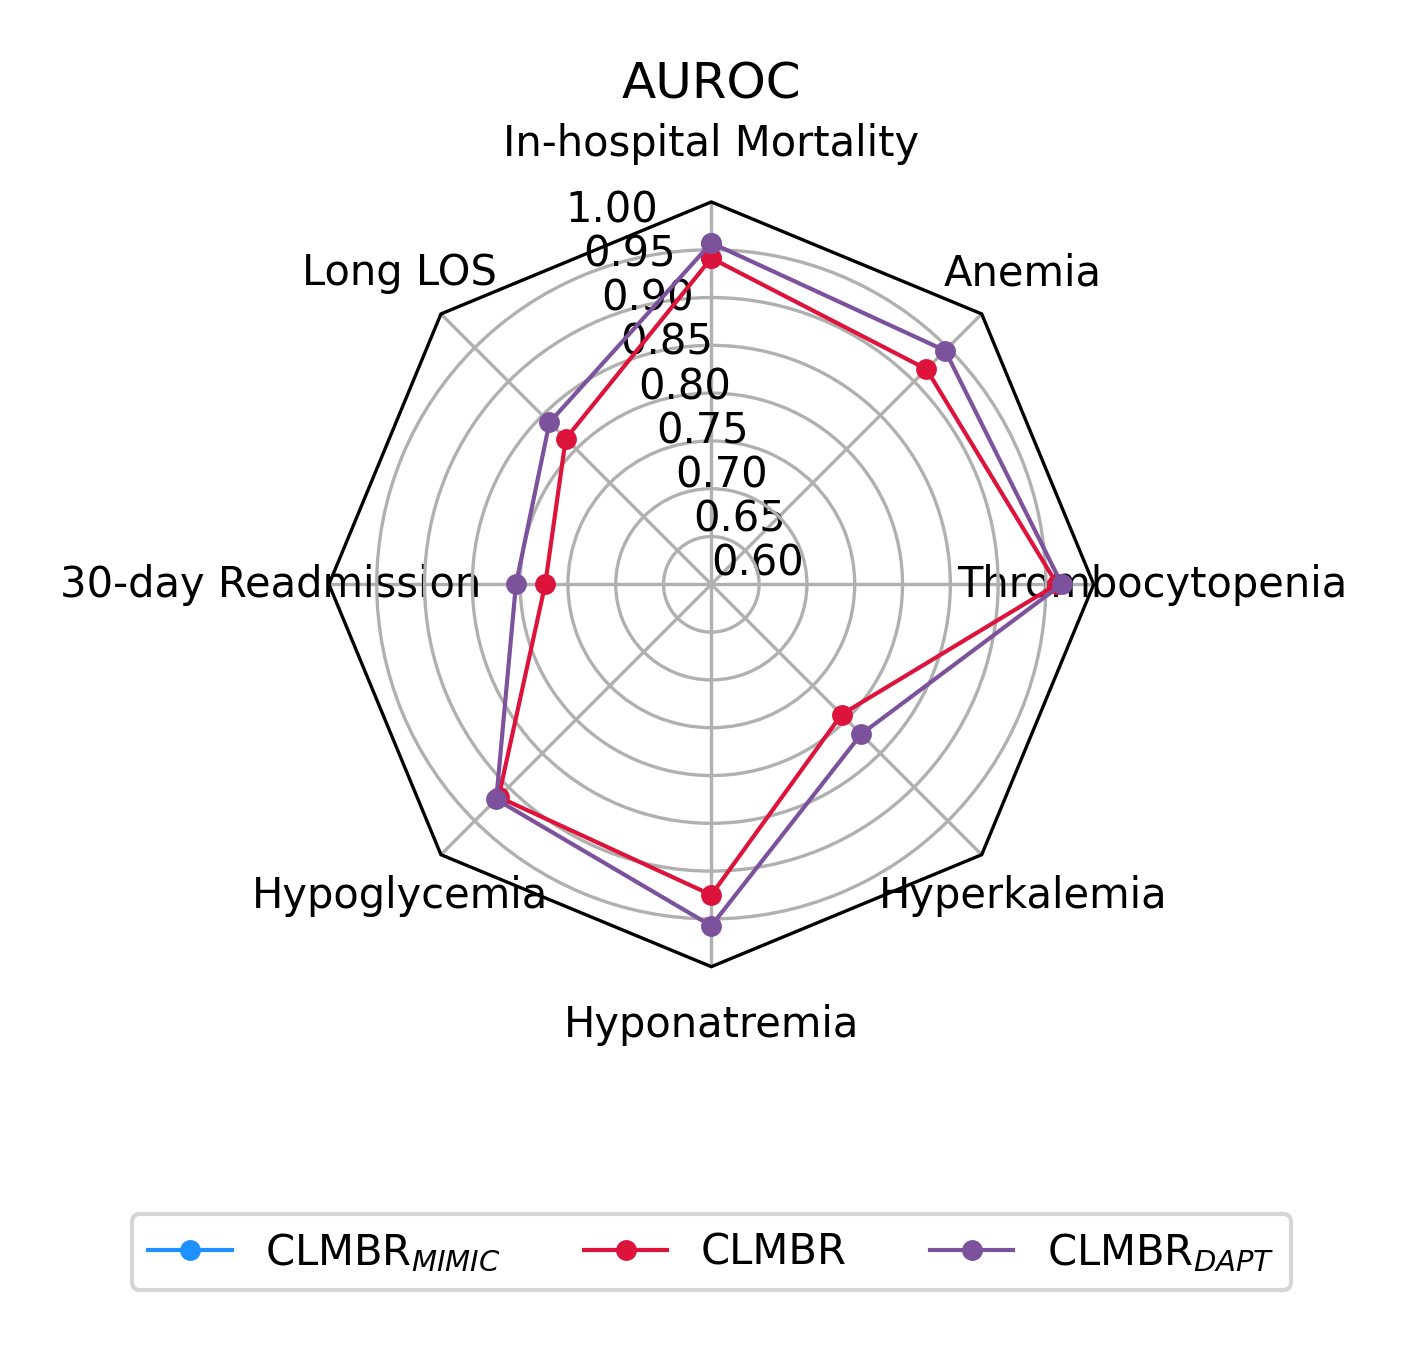 AUROC
In-hospital Mortality
1.00
Long LOS
0.95
Anemia
0.90
0.85
0.80
0.75
0.70
0.65
0.60
30-day Readmission
Thrombocytopenia
Hypoglycemia
Hyperkalemia
Hyponatremia
CLMBR_MIMIC CLMBR CLMBR_DAPT